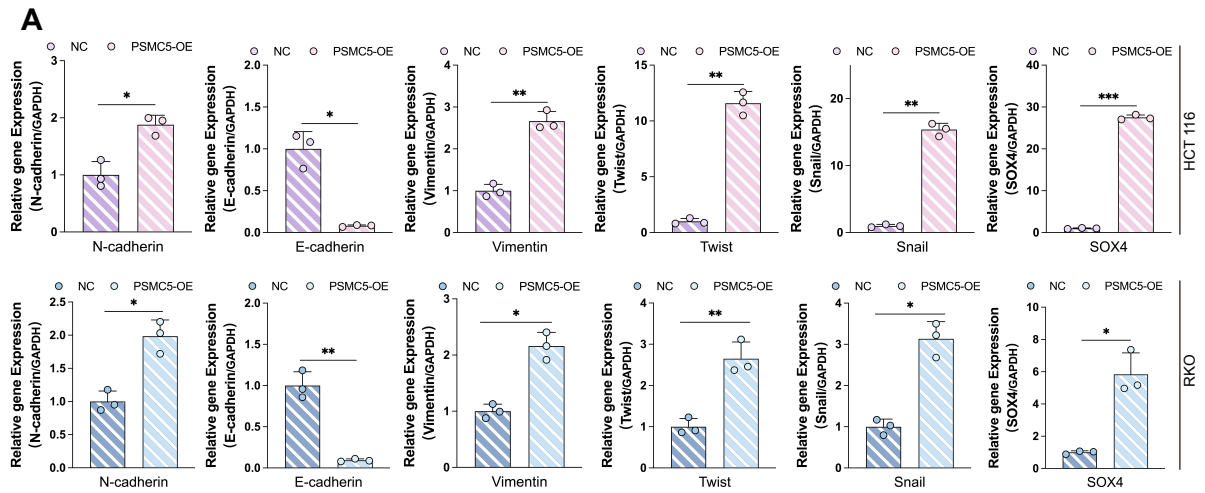 A
NC PSMC5-OE
Relative gene Expression
(N-cadherin/GAPDH)
3
2
1
0
*
N-cadherin
NC PSMC5-OE
Relative gene Expression
(E-cadherin/GAPDH)
2.0
1.5
1.0
0.5
0.0
*
E-cadherin
NC PSMC5-OE
Relative gene Expression
(Vimentin/GAPDH)
4
3
2
1
0
**
Vimentin
NC PSMC5-OE
Relative gene Expression
(Twist/GAPDH)
15
10
5
0
**
Twist
NC PSMC5-OE
Relative gene Expression
(Snail/GAPDH)
20
10
0
**
Snail
NC PSMC5-OE
Relative gene Expression
(SOX4/GAPDH)
40
30
20
10
0
***
SOX4
HCT 116
NC PSMC5-OE
Relative gene Expression
(N-cadherin/GAPDH)
2.5
2.0
1.5
1.0
0.5
0.0
*
N-cadherin
NC PSMC5-OE
Relative gene Expression
(E-cadherin/GAPDH)
2.0
1.5
1.0
0.5
0.0
**
E-cadherin
NC PSMC5-OE
Relative gene Expression
(Vimentin/GAPDH)
3
2
1
0
*
Vimentin
NC PSMC5-OE
Relative gene Expression
(Twist/GAPDH)
4
3
2
1
0
**
Twist
NC PSMC5-OE
Relative gene Expression
(Snail/GAPDH)
4
3
2
1
0
*
Snail
NC PSMC5-OE
Relative gene Expression
(SOX4/GAPDH)
10
8
6
4
2
0
*
SOX4
RKO